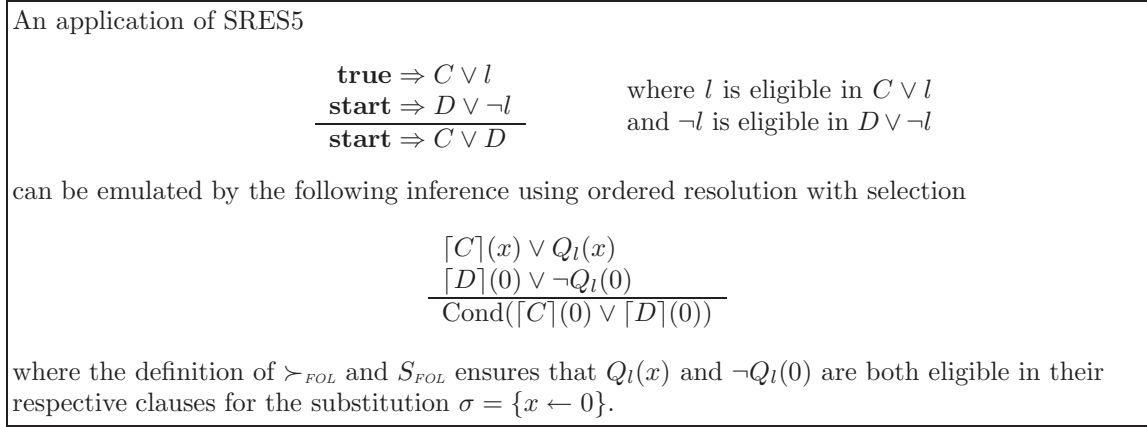 An application of SRES5
true ⇒ C ∨ l
start ⇒ D ∨ ¬l
start ⇒ C ∨ D
where l is eligible in C ∨ l
and ¬l is eligible in D ∨ ¬l
can be emulated by the following inference using ordered resolution with selection
⌈C⌉(x) ∨ Q_l(x)
⌈D⌉(0) ∨ ¬Q_l(0)
Cond(⌈C⌉(0) ∨ ⌈D⌉(0))
where the definition of ≻_FOL and S_FOL ensures that Q_l(x) and ¬Q_l(0) are both eligible in their
respective clauses for the substitution σ = {x ← 0}.